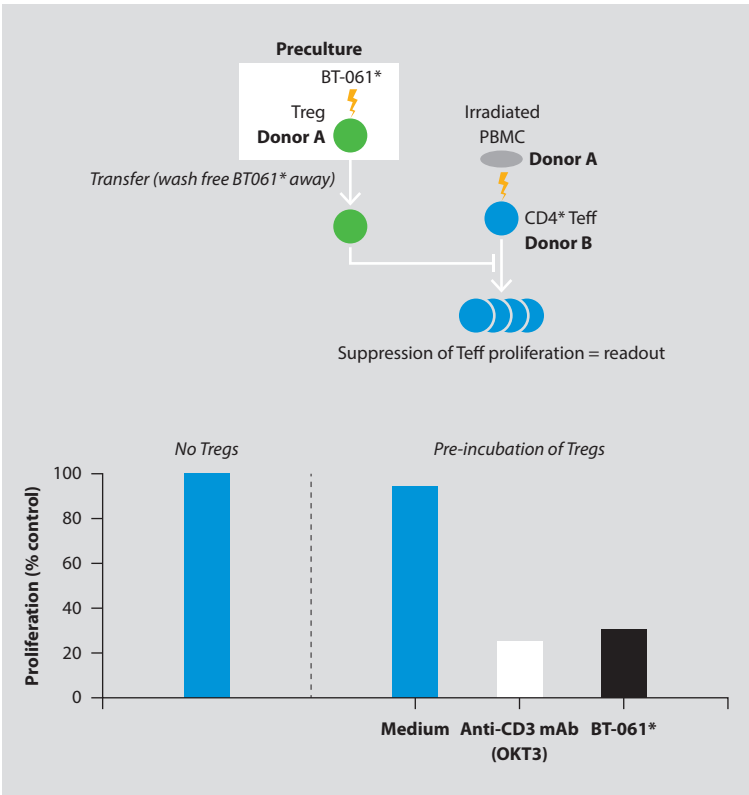 Preculture
BT-061*
Treg
Donor A
Transfer (wash free BT061* away)
Irradiated
PBMC
Donor A
CD4* Teff
Donor B
Suppression of Teff proliferation = readout
No Tregs
Pre-incubation of Tregs
Proliferation (% control)
100
80
60
40
20
0
Medium
Anti-CD3 mAb
(OKT3)
BT-061*